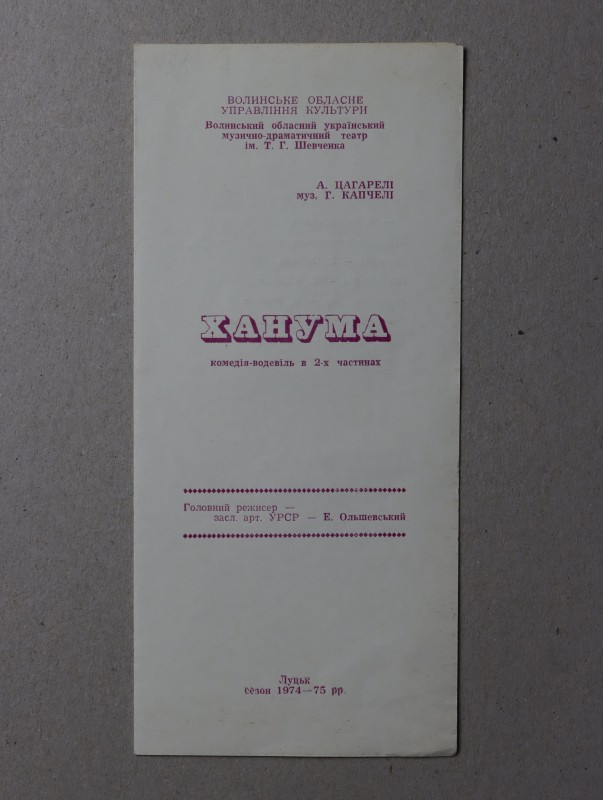 ВОЛИНСЬКЕ ОБЛАСНЕ
УПРАВЛІННЯ КУЛЬТУРИ
Волинський обласний український
музично-драматичний театр
ім. Т. Г. Шевченка
А. ЦАГАРЕЛІ
муз. Г. КАПЧЕЛІ
ХАНУМА
комедія-водевіль в 2-х частинах
Головний режисер —
засл. арт. УРСР — Е. Ольшевський
Луцьк
сезон 1974—75 рр.